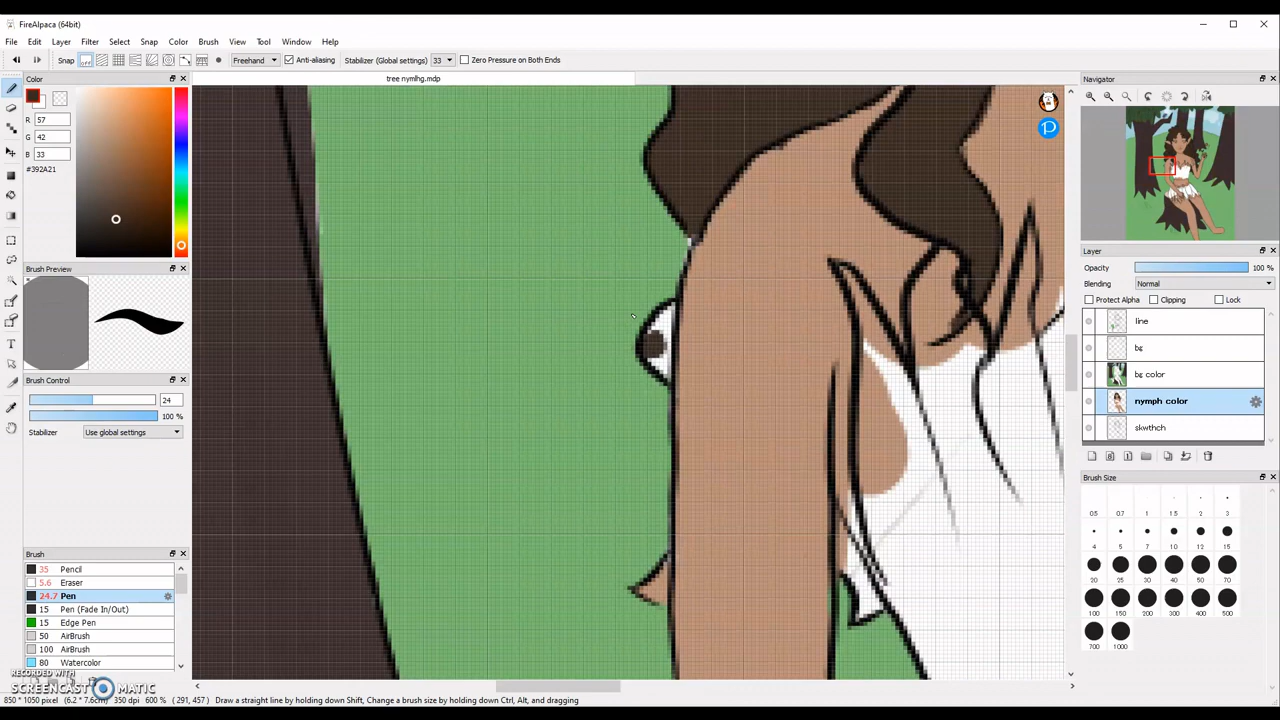 FireAlpaca (64bit)
File Edit Layer Filter Select Snap Color Brush View Tool Window Help
Snap off Freehand Anti-aliasing Stabilizer (Global settings) 33 Zero Pressure on Both Ends
Color
tree nymlhg.mdp
Navigator
R 57
G 42
B 33
#392A21
Layer
Opacity 100 %
Blending Normal
Protect Alpha Clipping Lock
line
bg
bg color
nymph color
skwthch
Brush Preview
Brush Control
24
100 %
Stabilizer Use global settings
Brush Size
0.5 0.7 1 1.5 2 3
4 5 7 10 12 15
20 25 30 40 50 70
100 150 200 300 400 500
700 1000
Brush
35 Pencil
5.6 Eraser
24.7 Pen
15 Pen (Fade In/Out)
15 Edge Pen
50 AirBrush
100 AirBrush
80 Watercolor
RECORDED WITH
SCREENCAST MATIC
850 * 1050 pixel (6.2 * 7.6cm) 350 dpi 600 % ( 291, 457 ) Draw a straight line by holding down Shift, Change a brush size by holding down Ctrl, Alt, and dragging